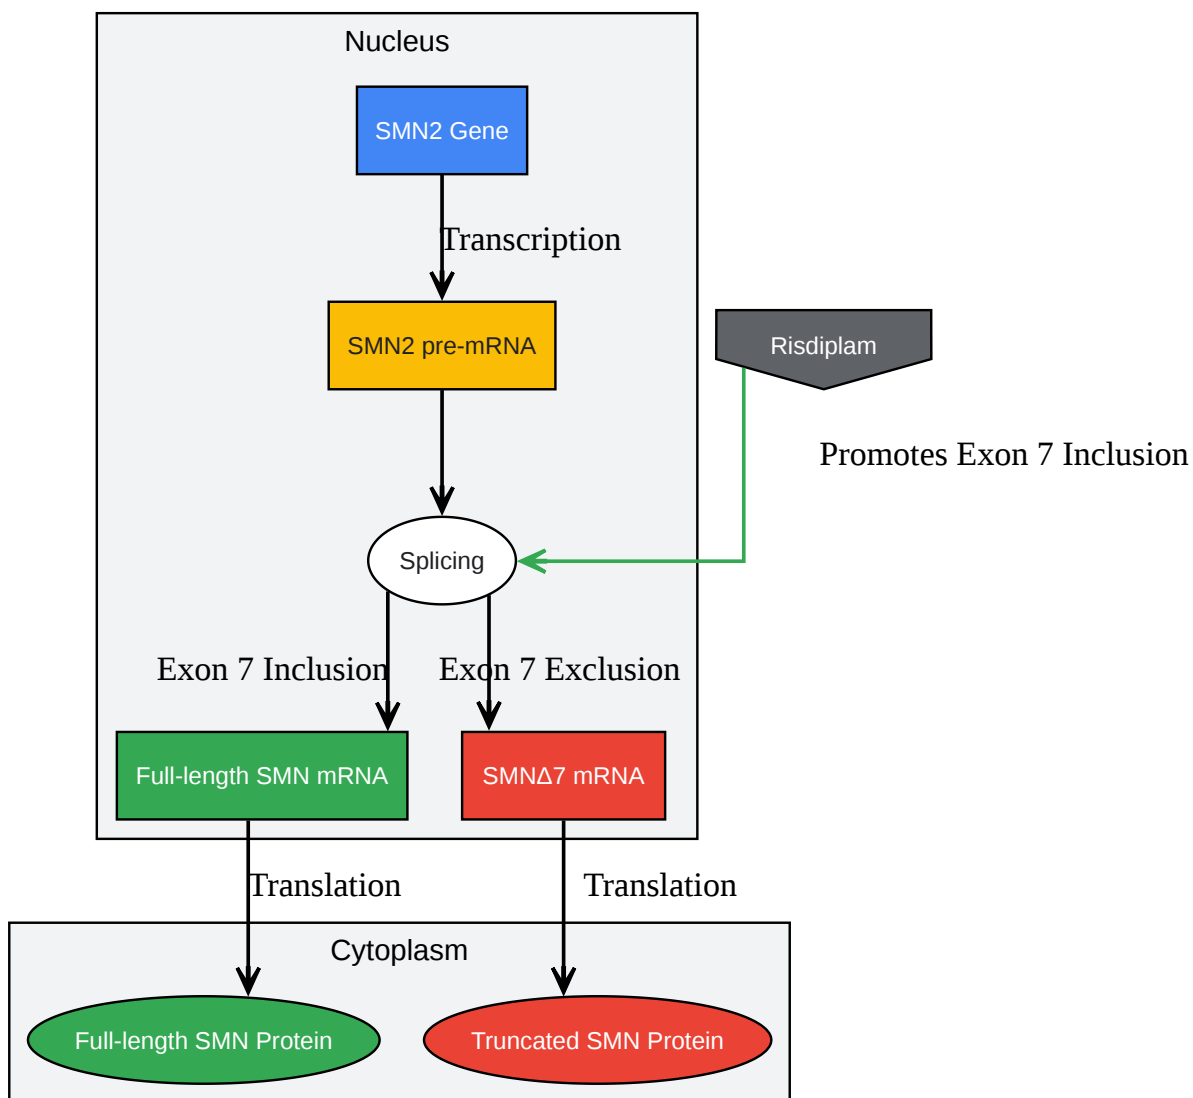 Nucleus
SMN2 Gene
Transcription
SMN2 pre-mRNA
Risdiplam
Promotes Exon 7 Inclusion
Splicing
Exon 7 Inclusion
Exon 7 Exclusion
Full-length SMN mRNA
SMNΔ7 mRNA
Translation
Translation
Cytoplasm
Full-length SMN Protein
Truncated SMN Protein